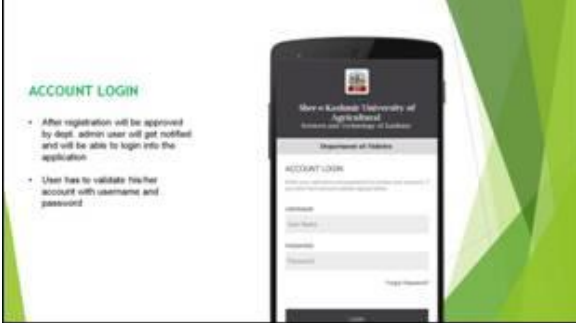 ACCOUNT LOGIN
• After registration will be approved
by dept. admin user will get notified
and will be able to login into the
application
• User has to validate his/her
account with username and
password
Sher-e-Kashmir University of
Agricultural
Sciences and Technology of Kashmir
Department of
ACCOUNT LOGIN
Username
User Name
Password
Password
Forgot Password?
LOGIN